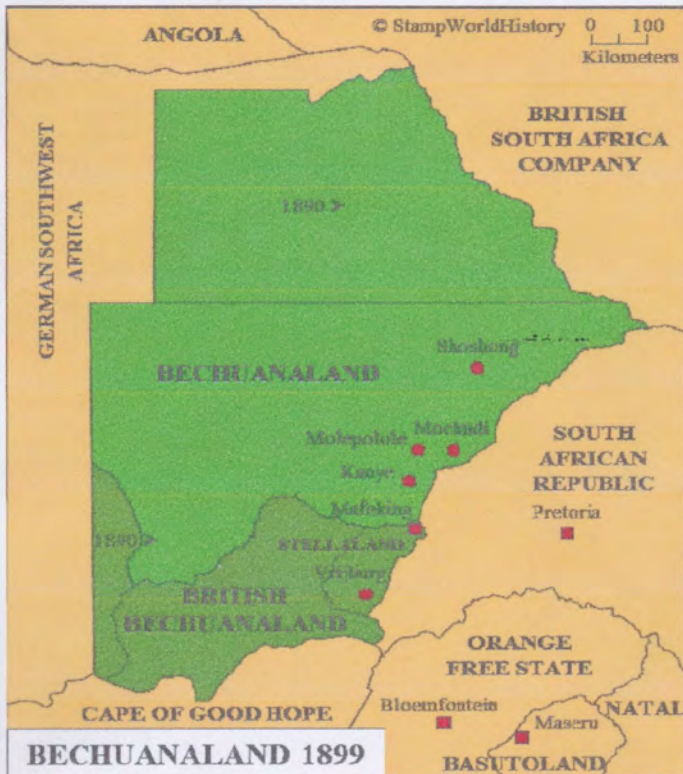 ANGOLA
© StampWorldHistory
0 100
Kilometers
BRITISH
SOUTH AFRICA
COMPANY
GERMAN SOUTHWEST
AFRICA
1890
Shoshong
BECHUANALAND
Molepolole
Mochudi
Kanye
SOUTH
AFRICAN
REPUBLIC
Pretoria
Mafeking
1890
STELLALAND
Vryburg
BRITISH
BECHUANALAND
ORANGE
FREE STATE
Bloemfontein
NATAL
Maseru
CAPE OF GOOD HOPE
BASUTOLAND
BECHUANALAND 1899